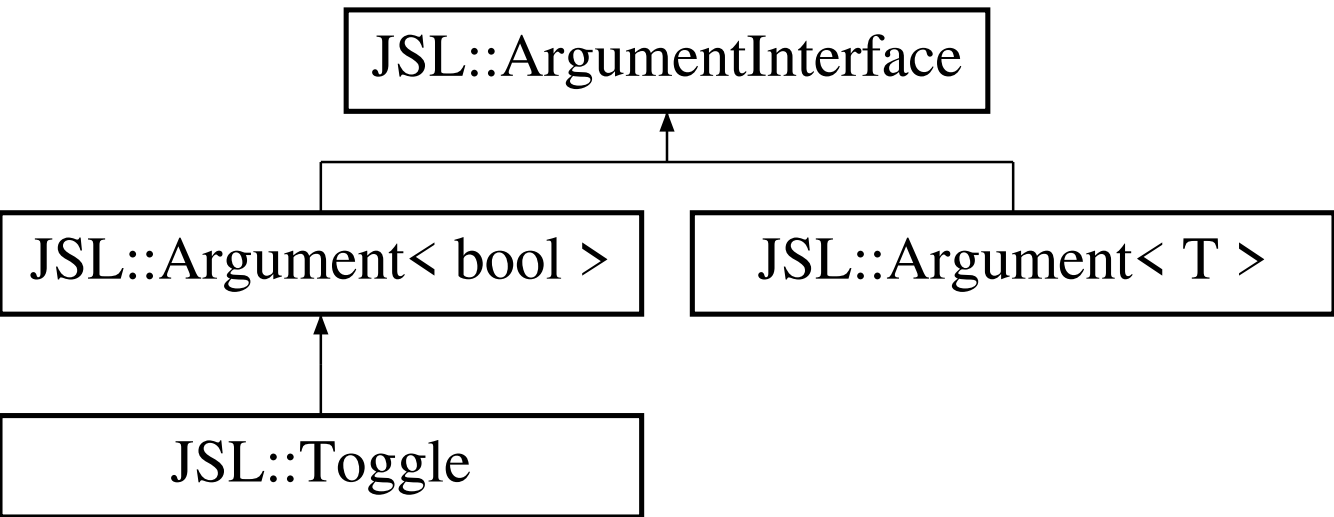 JSL::ArgumentInterface
JSL::Argument< bool >
JSL::Argument< T >
JSL::Toggle